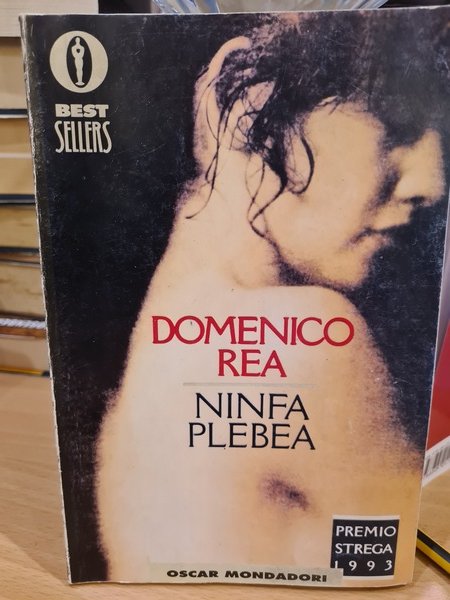 BEST
SELLERS
DOMENICO
REA
NINFA
PLEBEA
PREMIO
STREGA
1993
OSCAR MONDADORI